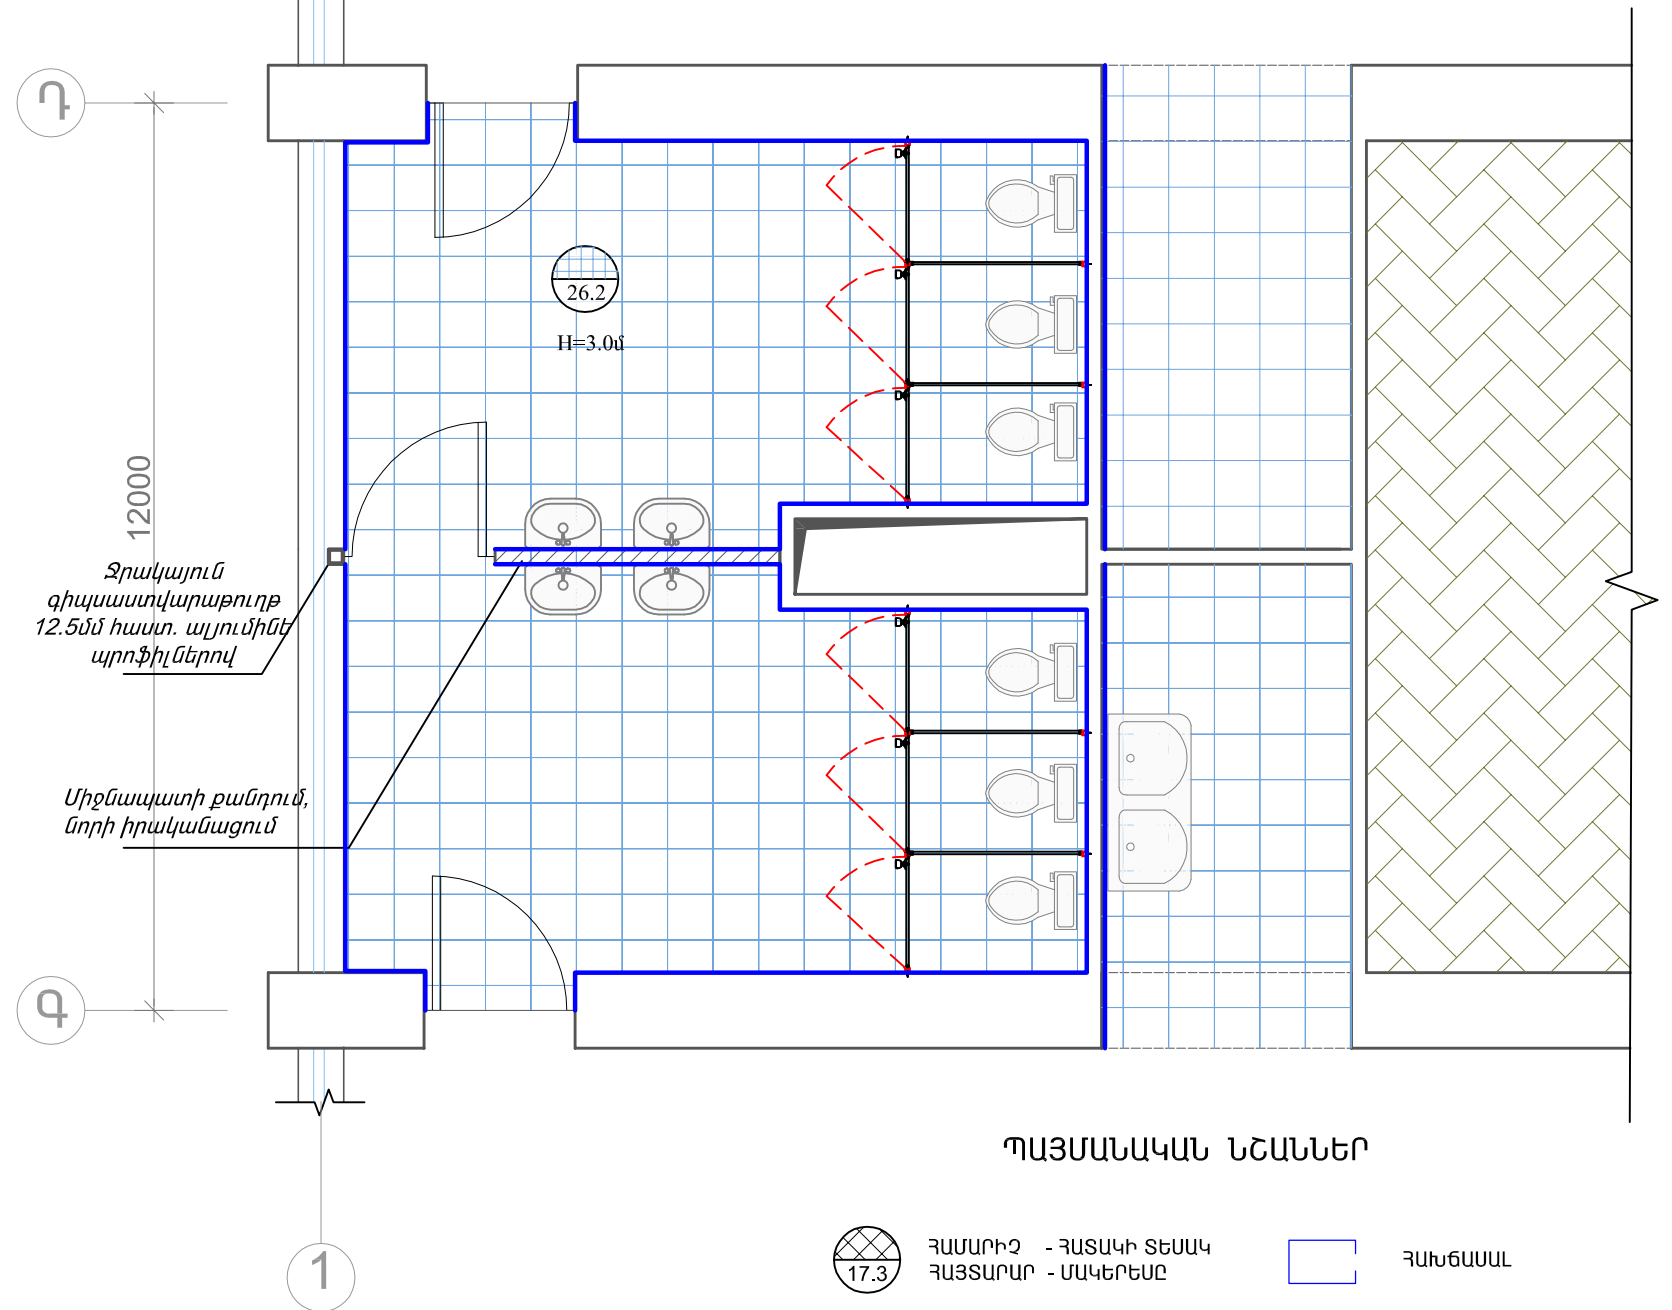 Դ
26.2
H=3.0մ
12000
Ջրակայուն
գիպսաստվարաթուղթ
12.5մմ հաստ. ալյումինե
պրոֆիլներով
Միջնապատի քանդում,
նորի իրականացում
Գ
1
ՊԱՅՄԱՆԱԿԱՆ ՆՇԱՆՆԵՐ
17.3
ՀԱՄԱՐԻՉ - ՀԱՏԱԿԻ ՏԵՍԱԿ
ՀԱՅՏԱՐԱՐ - ՄԱԿԵՐԵՍԸ
ՀԱԽՃԱՍԱԼ